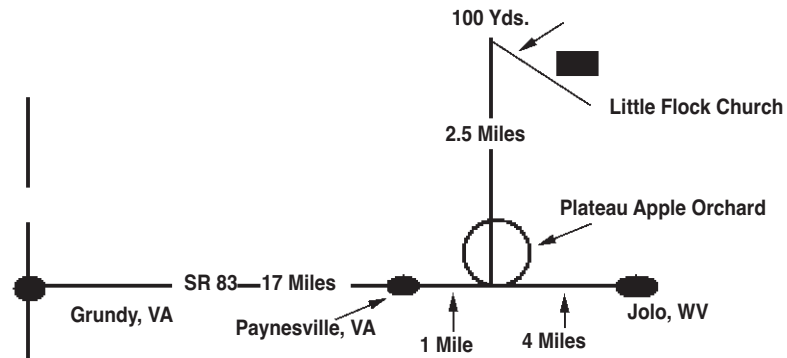 100 Yds.
Little Flock Church
2.5 Miles
Plateau Apple Orchard
SR 83 17 Miles
Grundy, VA
Paynesville, VA
1 Mile
4 Miles
Jolo, WV